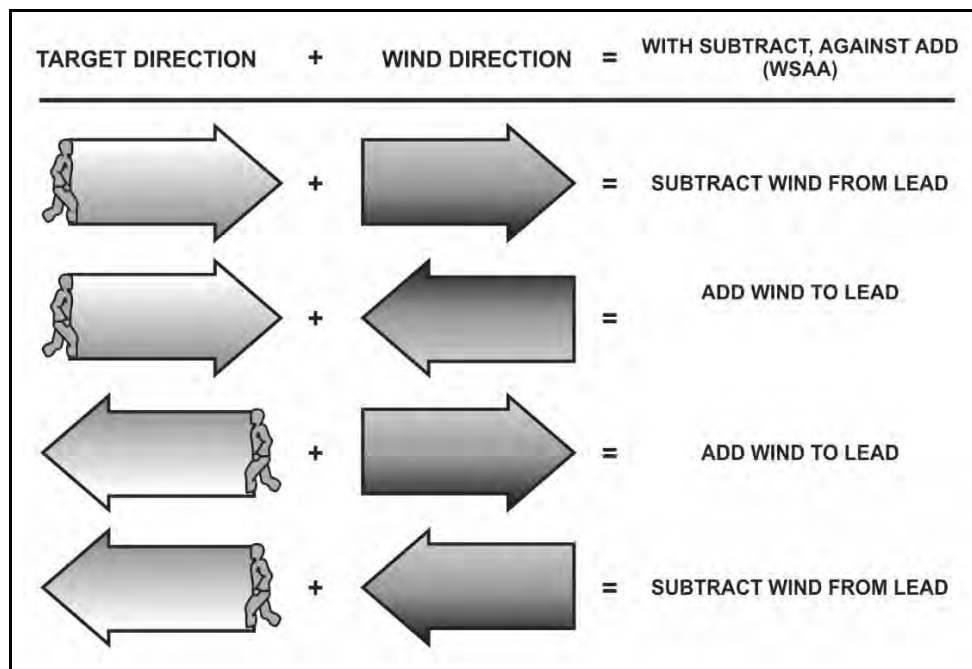 TARGET DIRECTION + WIND DIRECTION = WITH SUBTRACT, AGAINST ADD
(WSAA)
+ = SUBTRACT WIND FROM LEAD
+ = ADD WIND TO LEAD
+ = ADD WIND TO LEAD
+ = SUBTRACT WIND FROM LEAD